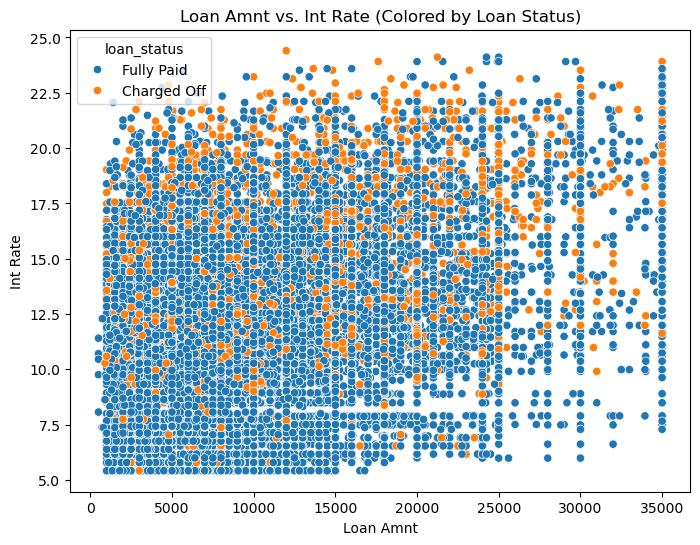 Loan Amnt vs. Int Rate (Colored by Loan Status)
25.0
22.5
20.0
17.5
15.0
12.5
10.0
7.5
5.0
Int Rate
loan_status
Fully Paid
Charged Off
0 5000 10000 15000 20000 25000 30000 35000
Loan Amnt